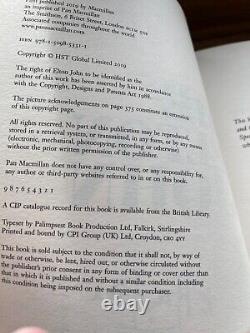 First published 2019 by Macmillan
an imprint of Pan Macmillan
The Smithson, 6 Briset Street, London EC1M 5NR
Associated companies throughout the world
www.panmacmillan.com
ISBN 978-1-5098-5331-1
Copyright © HST Global Limited 2019
The right of Elton John to be identified as the
author of this work has been asserted by him in accordance
with the Copyright, Designs and Patents Act 1988.
The picture acknowledgements on page 375 constitute an extension
of this copyright page.
All rights reserved. No part of this publication may be reproduced,
stored in a retrieval system, or transmitted, in any form, or by any means
(electronic, mechanical, photocopying, recording or otherwise)
without the prior written permission of the publisher.
Pan Macmillan does not have any control over, or any responsibility for,
any author or third-party websites referred to in or on this book.
9 8 7 6 5 4 3 2 1
A CIP catalogue record for this book is available from the British Library.
Typeset by Palimpsest Book Production Ltd, Falkirk, Stirlingshire
Printed and bound by CPI Group (UK) Ltd, Croydon, CR0 4YY
This book is sold subject to the condition that it shall not, by way of
trade or otherwise, be lent, hired out, or otherwise circulated without
the publisher's prior consent in any form of binding or cover other than
that in which it is published and without a similar condition including
this condition being imposed on the subsequent purchaser.